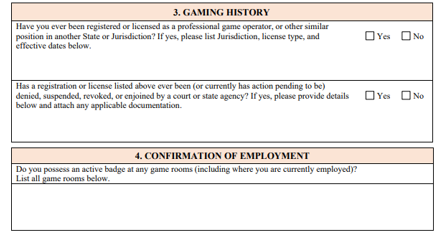 3. GAMING HISTORY
Have you ever been registered or licensed as a professional game operator, or other similar
position in another State or Jurisdiction? If yes, please list Jurisdiction, license type, and
effective dates below.
Yes No
Has a registration or license listed above ever been (or currently has action pending to be)
denied, suspended, revoked, or enjoined by a court or state agency? If yes, please provide details
below and attach any applicable documentation.
Yes No
4. CONFIRMATION OF EMPLOYMENT
Do you possess an active badge at any game rooms (including where you are currently employed)?
List all game rooms below.